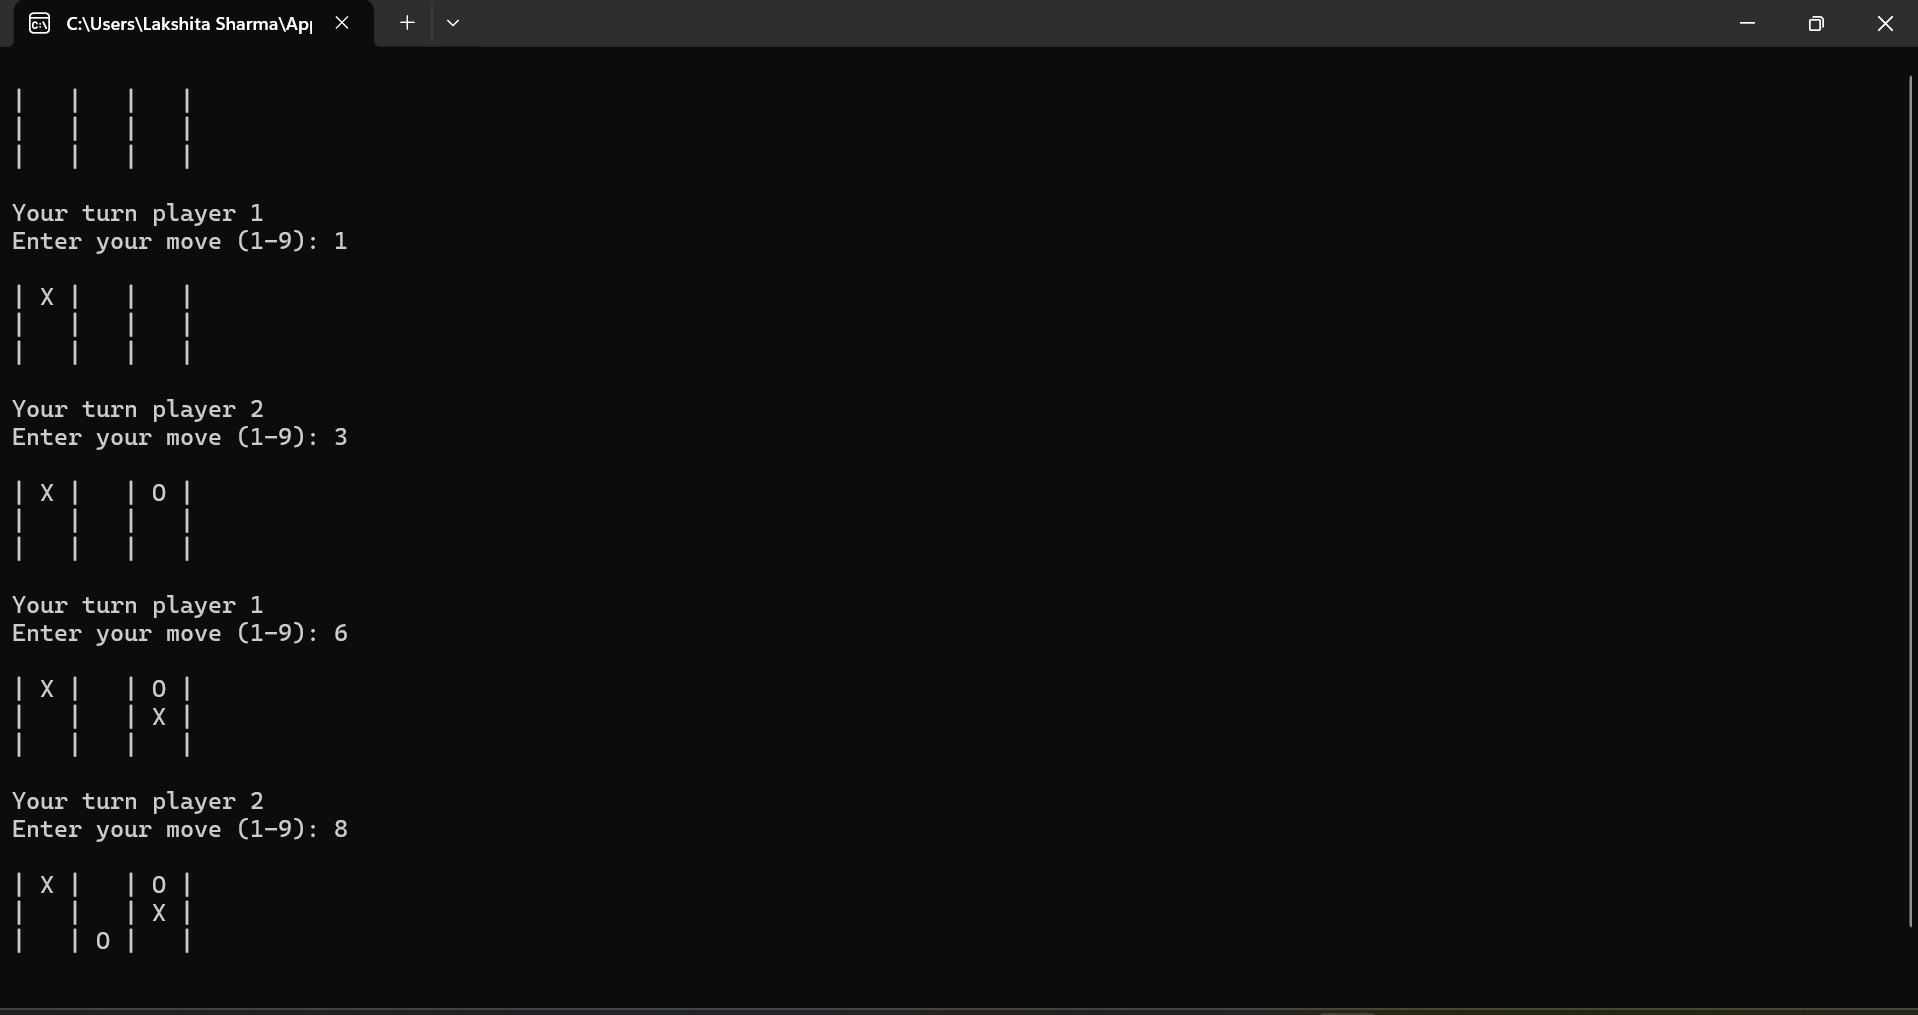 C:\Users\Lakshita Sharma\Ap
|   |   |   |
|   |   |   |
|   |   |   |
Your turn player 1
Enter your move (1-9): 1
| X |   |   |
|   |   |   |
|   |   |   |
Your turn player 2
Enter your move (1-9): 3
| X |   | O |
|   |   |   |
|   |   |   |
Your turn player 1
Enter your move (1-9): 6
| X |   | O |
|   |   | X |
|   |   |   |
Your turn player 2
Enter your move (1-9): 8
| X |   | O |
|   |   | X |
|   | O |   |